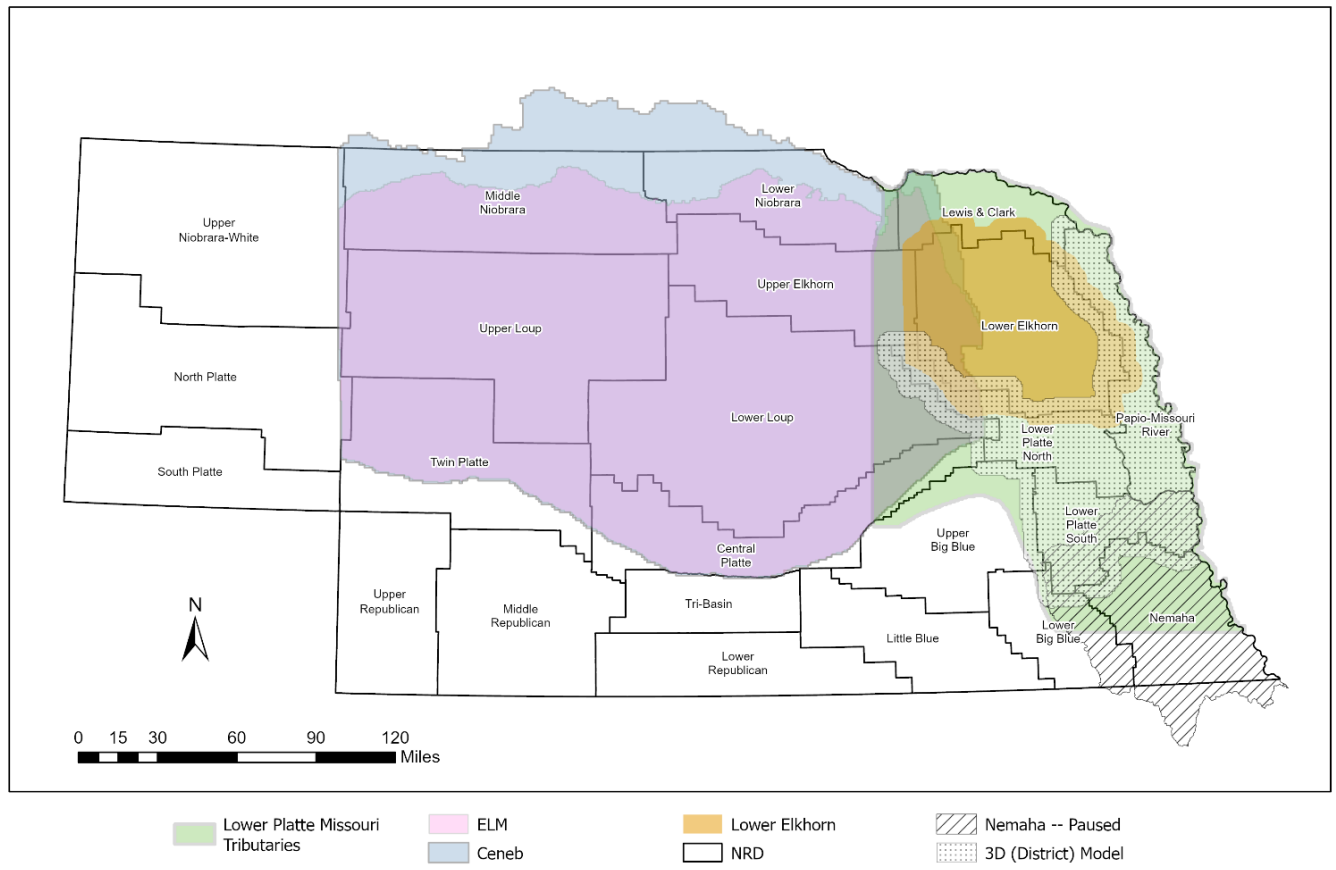 Middle
Niobrara
Lower
Niobrara
Lewis & Clark
Upper
Niobrara-White
Upper Elkhorn
Upper Loup
Lower Elkhorn
North Platte
Lower Loup
Papio-Missouri
River
Lower
Platte
North
South Platte
Twin Platte
Lower
Platte
South
Upper
Big Blue
Central
Platte
Upper
Republican
Middle
Republican
Tri-Basin
Little Blue
Lower
Big Blue
Nemaha
Lower
Republican
N
0 15 30 60 90 120
Miles
Lower Platte Missouri
Tributaries
ELM
Ceneb
Lower Elkhorn
NRD
Nemaha -- Paused
3D (District) Model